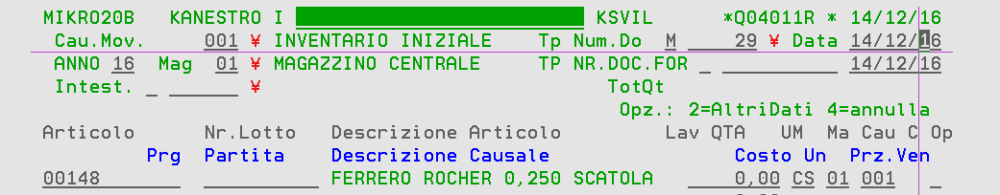 MIKRO20B KANESTRO I KSVIL *Q04011R * 14/12/16
Cau.Mov. 001 ¥ INVENTARIO INIZIALE Tp Num.Do M 29 ¥ Data 14/12/16
ANNO 16 Mag 01 ¥ MAGAZZINO CENTRALE TP NR.DOC.FOR _ 14/12/16
Intest. _ ¥ TotQt
Opz.: 2=AltriDati 4=annulla
Articolo Nr.Lotto Descrizione Articolo Lav QTA UM Ma Cau C Op
Prg Partita Descrizione Causale Costo Un Prz.Ven
00148 FERRERO ROCHER 0,250 SCATOLA 0,00 CS 01 001 _